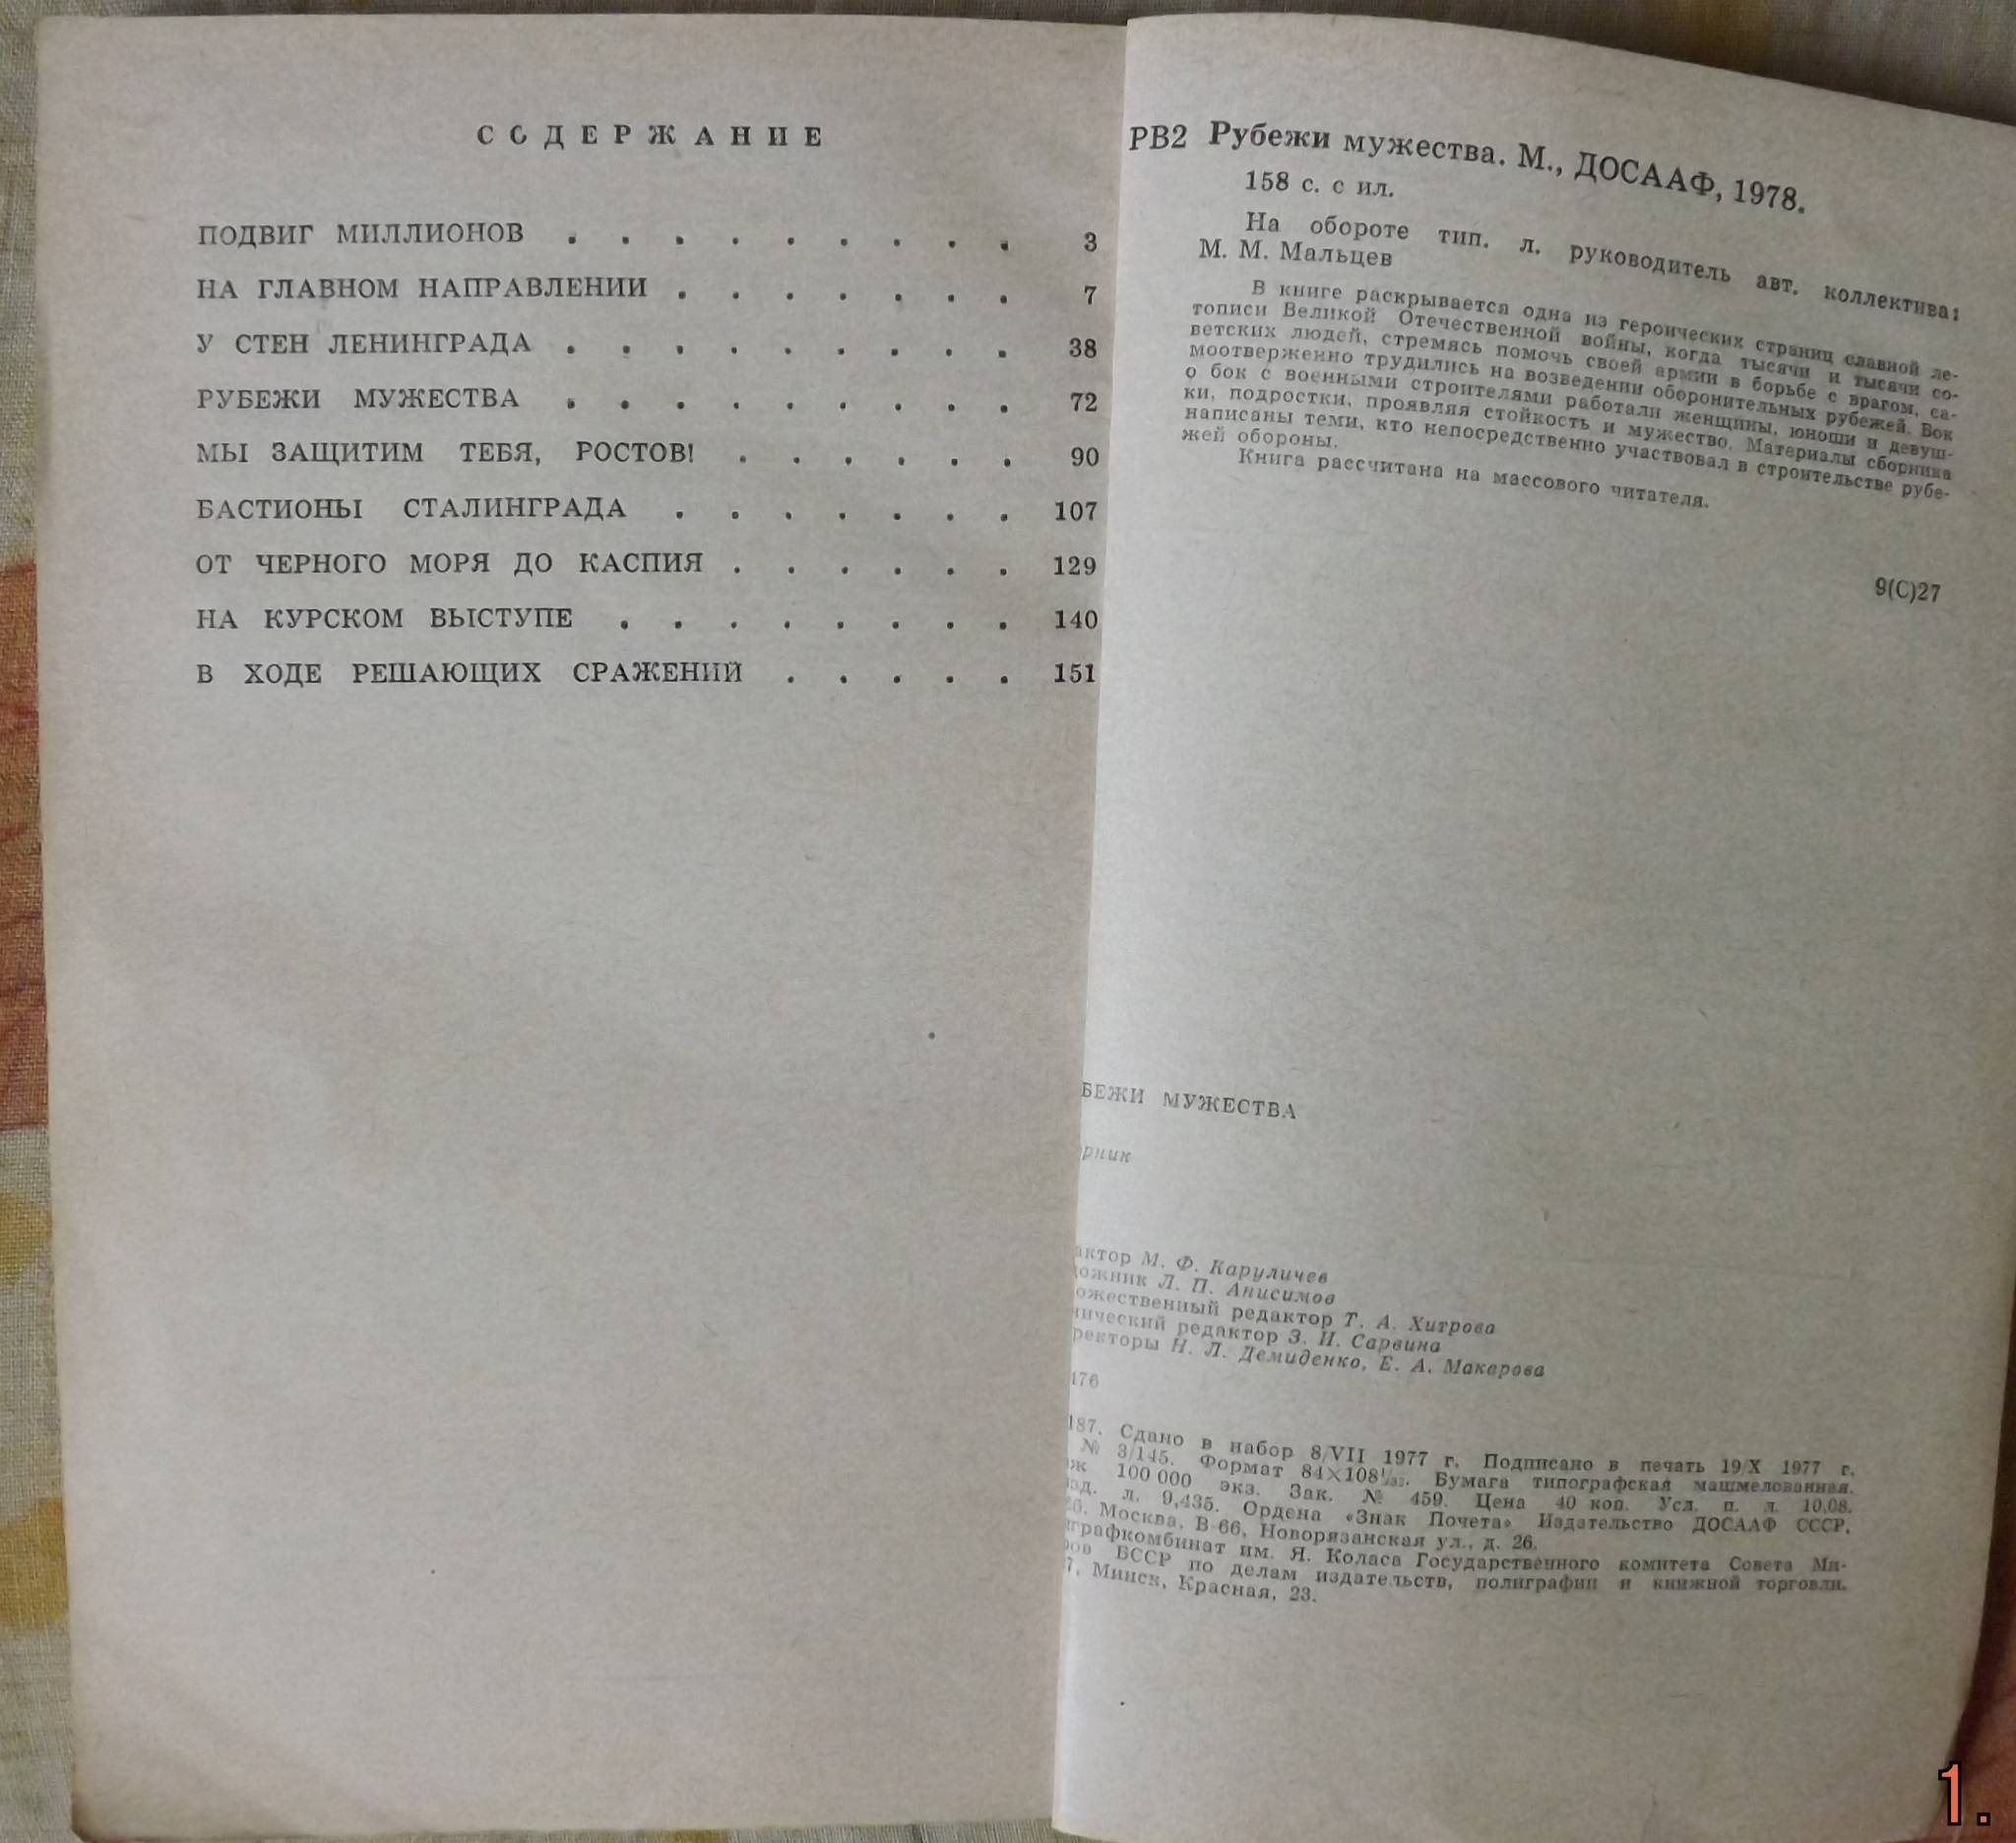 СОДЕРЖАНИЕ
ПОДВИГ МИЛЛИОНОВ . . . . . . . . . 3
НА ГЛАВНОМ НАПРАВЛЕНИИ . . . . . . . 7
У СТЕН ЛЕНИНГРАДА . . . . . . . . . 38
РУБЕЖИ МУЖЕСТВА . . . . . . . . . 72
МЫ ЗАЩИТИМ ТЕБЯ, РОСТОВ! . . . . . . 90
БАСТИОНЫ СТАЛИНГРАДА . . . . . . . 107
ОТ ЧЕРНОГО МОРЯ ДО КАСПИЯ . . . . . . 129
НА КУРСКОМ ВЫСТУПЕ . . . . . . . . 140
В ХОДЕ РЕШАЮЩИХ СРАЖЕНИЙ . . . . . 151
РВ2 Рубежи мужества. М., ДОСААФ, 1978.
158 с. с ил.
На обороте тип. л. руководитель авт. коллектива:
М. М. Мальцев
В книге раскрывается одна из героических страниц славной ле-
тописи Великой Отечественной войны, когда тысячи и тысячи со-
ветских людей, стремясь помочь своей армии в борьбе с врагом, са-
моотверженно трудились на возведении оборонительных рубежей. Бок
о бок с военными строителями работали женщины, юноши и девуш-
ки, подростки, проявляя стойкость и мужество. Материалы сборника
написаны теми, кто непосредственно участвовал в строительстве рубе-
жей обороны.
Книга рассчитана на массового читателя.
9(С)27
БЕЖИ МУЖЕСТВА
рник
актор М. Ф. Каруличев
ожник Л. П. Анисимов
ожественный редактор Т. А. Хитрова
нический редактор З. И. Сарвина
ректоры Н. Л. Демиденко, Е. А. Макарова
176
187. Сдано в набор 8/VII 1977 г. Подписано в печать 19/X 1977 г.
№ 3/145. Формат 84×108¹/₃₂. Бумага типографская машмелованная.
ж 100 000 экз. Зак. № 459. Цена 40 коп. Усл. п. л. 10,08.
зд. л. 9,435. Ордена «Знак Почета» Издательство ДОСААФ СССР,
Москва, В-66, Новорязанская ул., д. 26.
играфкомбинат им. Я. Коласа Государственного комитета Совета Ми-
ров БССР по делам издательств, полиграфии и книжной торговли.
7, Минск, Красная, 23.
1.